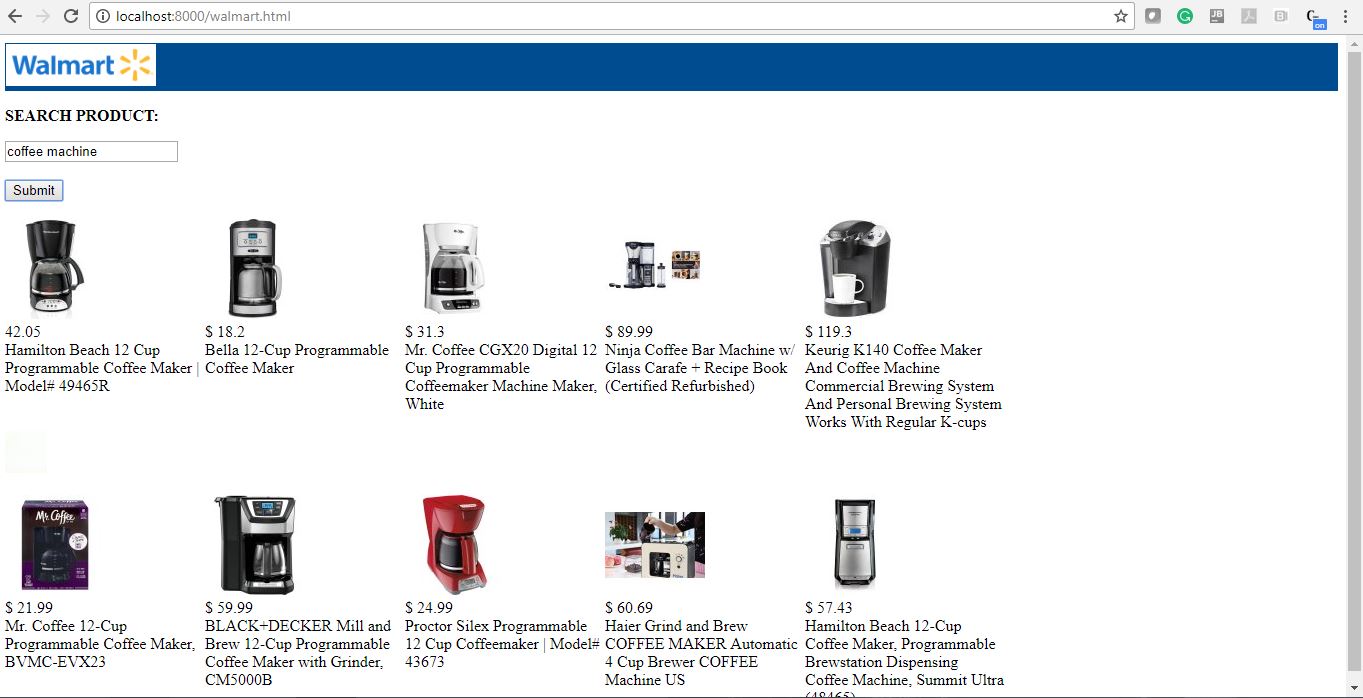 localhost:8000/walmart.html
on
Walmart
SEARCH PRODUCT:
coffee machine
Submit
42.05
Hamilton Beach 12 Cup
Programmable Coffee Maker |
Model# 49465R
$ 18.2
Bella 12-Cup Programmable
Coffee Maker
$ 31.3
Mr. Coffee CGX20 Digital 12
Cup Programmable
Coffeemaker Machine Maker,
White
$ 89.99
Ninja Coffee Bar Machine w/
Glass Carafe + Recipe Book
(Certified Refurbished)
$ 119.3
Keurig K140 Coffee Maker
And Coffee Machine
Commercial Brewing System
And Personal Brewing System
Works With Regular K-cups
Mr. Coffee
$ 21.99
Mr. Coffee 12-Cup
Programmable Coffee Maker,
BVMC-EVX23
$ 59.99
BLACK+DECKER Mill and
Brew 12-Cup Programmable
Coffee Maker with Grinder,
CM5000B
$ 24.99
Proctor Silex Programmable
12 Cup Coffeemaker | Model#
43673
$ 60.69
Haier Grind and Brew
COFFEE MAKER Automatic
4 Cup Brewer COFFEE
Machine US
$ 57.43
Hamilton Beach 12-Cup
Coffee Maker, Programmable
Brewstation Dispensing
Coffee Machine, Summit Ultra
(48465)